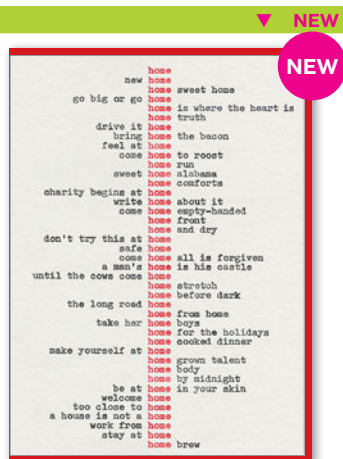 ▼ NEW
NEW
home
new home
home sweet home
go big or go home
home is where the heart is
home truth
drive it home
bring home the bacon
feel at home
come home to roost
home run
sweet home alabama
home comforts
charity begins at home
write home about it
come home empty-handed
home front
home and dry
don't try this at home
safe home
come home all is forgiven
a man's home is his castle
until the cows come home
home stretch
home before dark
the long road home
home from home
take her home boys
home for the holidays
home cooked dinner
make yourself at home
home grown talent
home body
home by midnight
be at home in your skin
welcome home
too close to home
a house is not a home
work from home
stay at home
home brew